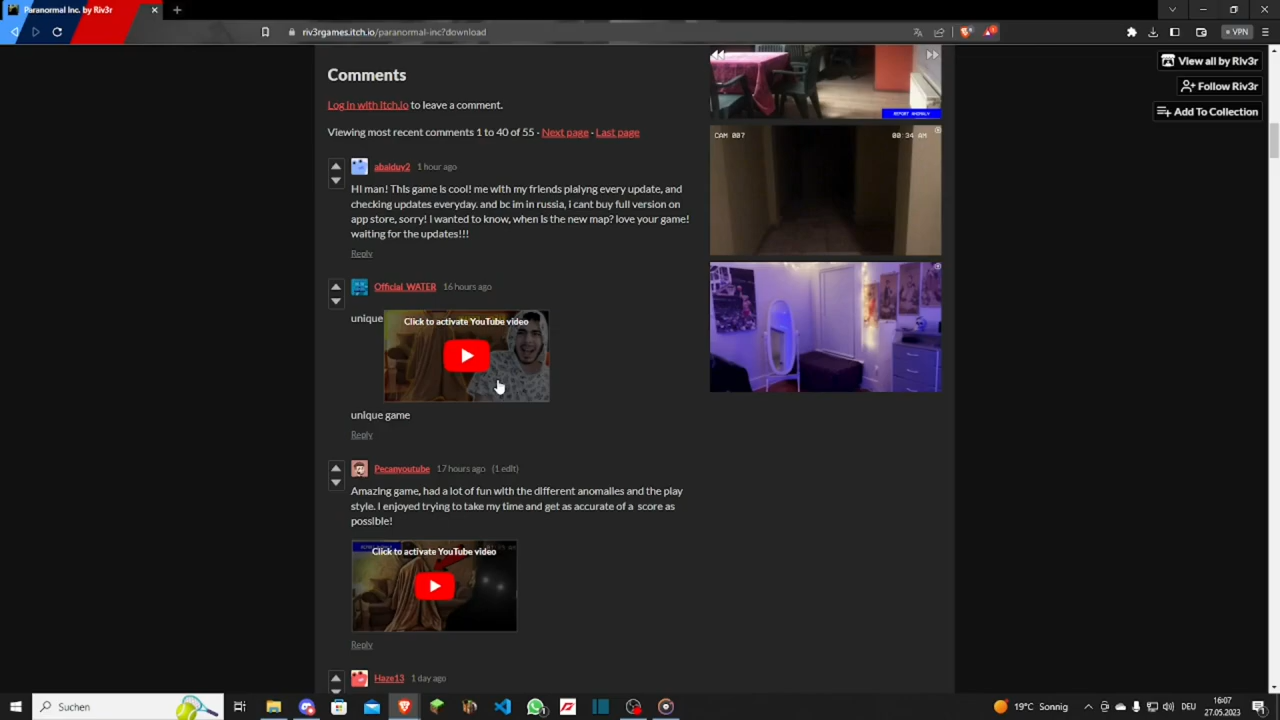 Paranormal Inc. by Riv3r
riv3rgames.itch.io/paranormal-inc?download
VPN
View all by Riv3r
Follow Riv3r
Add To Collection
Comments
Log in with itch.io to leave a comment.
Viewing most recent comments 1 to 40 of 55 · Next page · Last page
abaiduy2 1 hour ago
Hi man! This game is cool! me with my friends plaiyng every update, and
checking updates everyday. and bc im in russia, i cant buy full version on
app store, sorry! I wanted to know, when is the new map? love your game!
waiting for the updates!!!
Reply
Official_WATER 16 hours ago
unique
Click to activate YouTube video
unique game
Reply
Pecanyoutube 17 hours ago (1 edit)
Amazing game, had a lot of fun with the different anomalies and the play
style. I enjoyed trying to take my time and get as accurate of a score as
possible!
Click to activate YouTube video
Reply
Haze13 1 day ago
REPORT ANOMALY
CAM 007 00:34 AM
Suchen
19°C Sonnig
DEU
16:07
27.05.2023